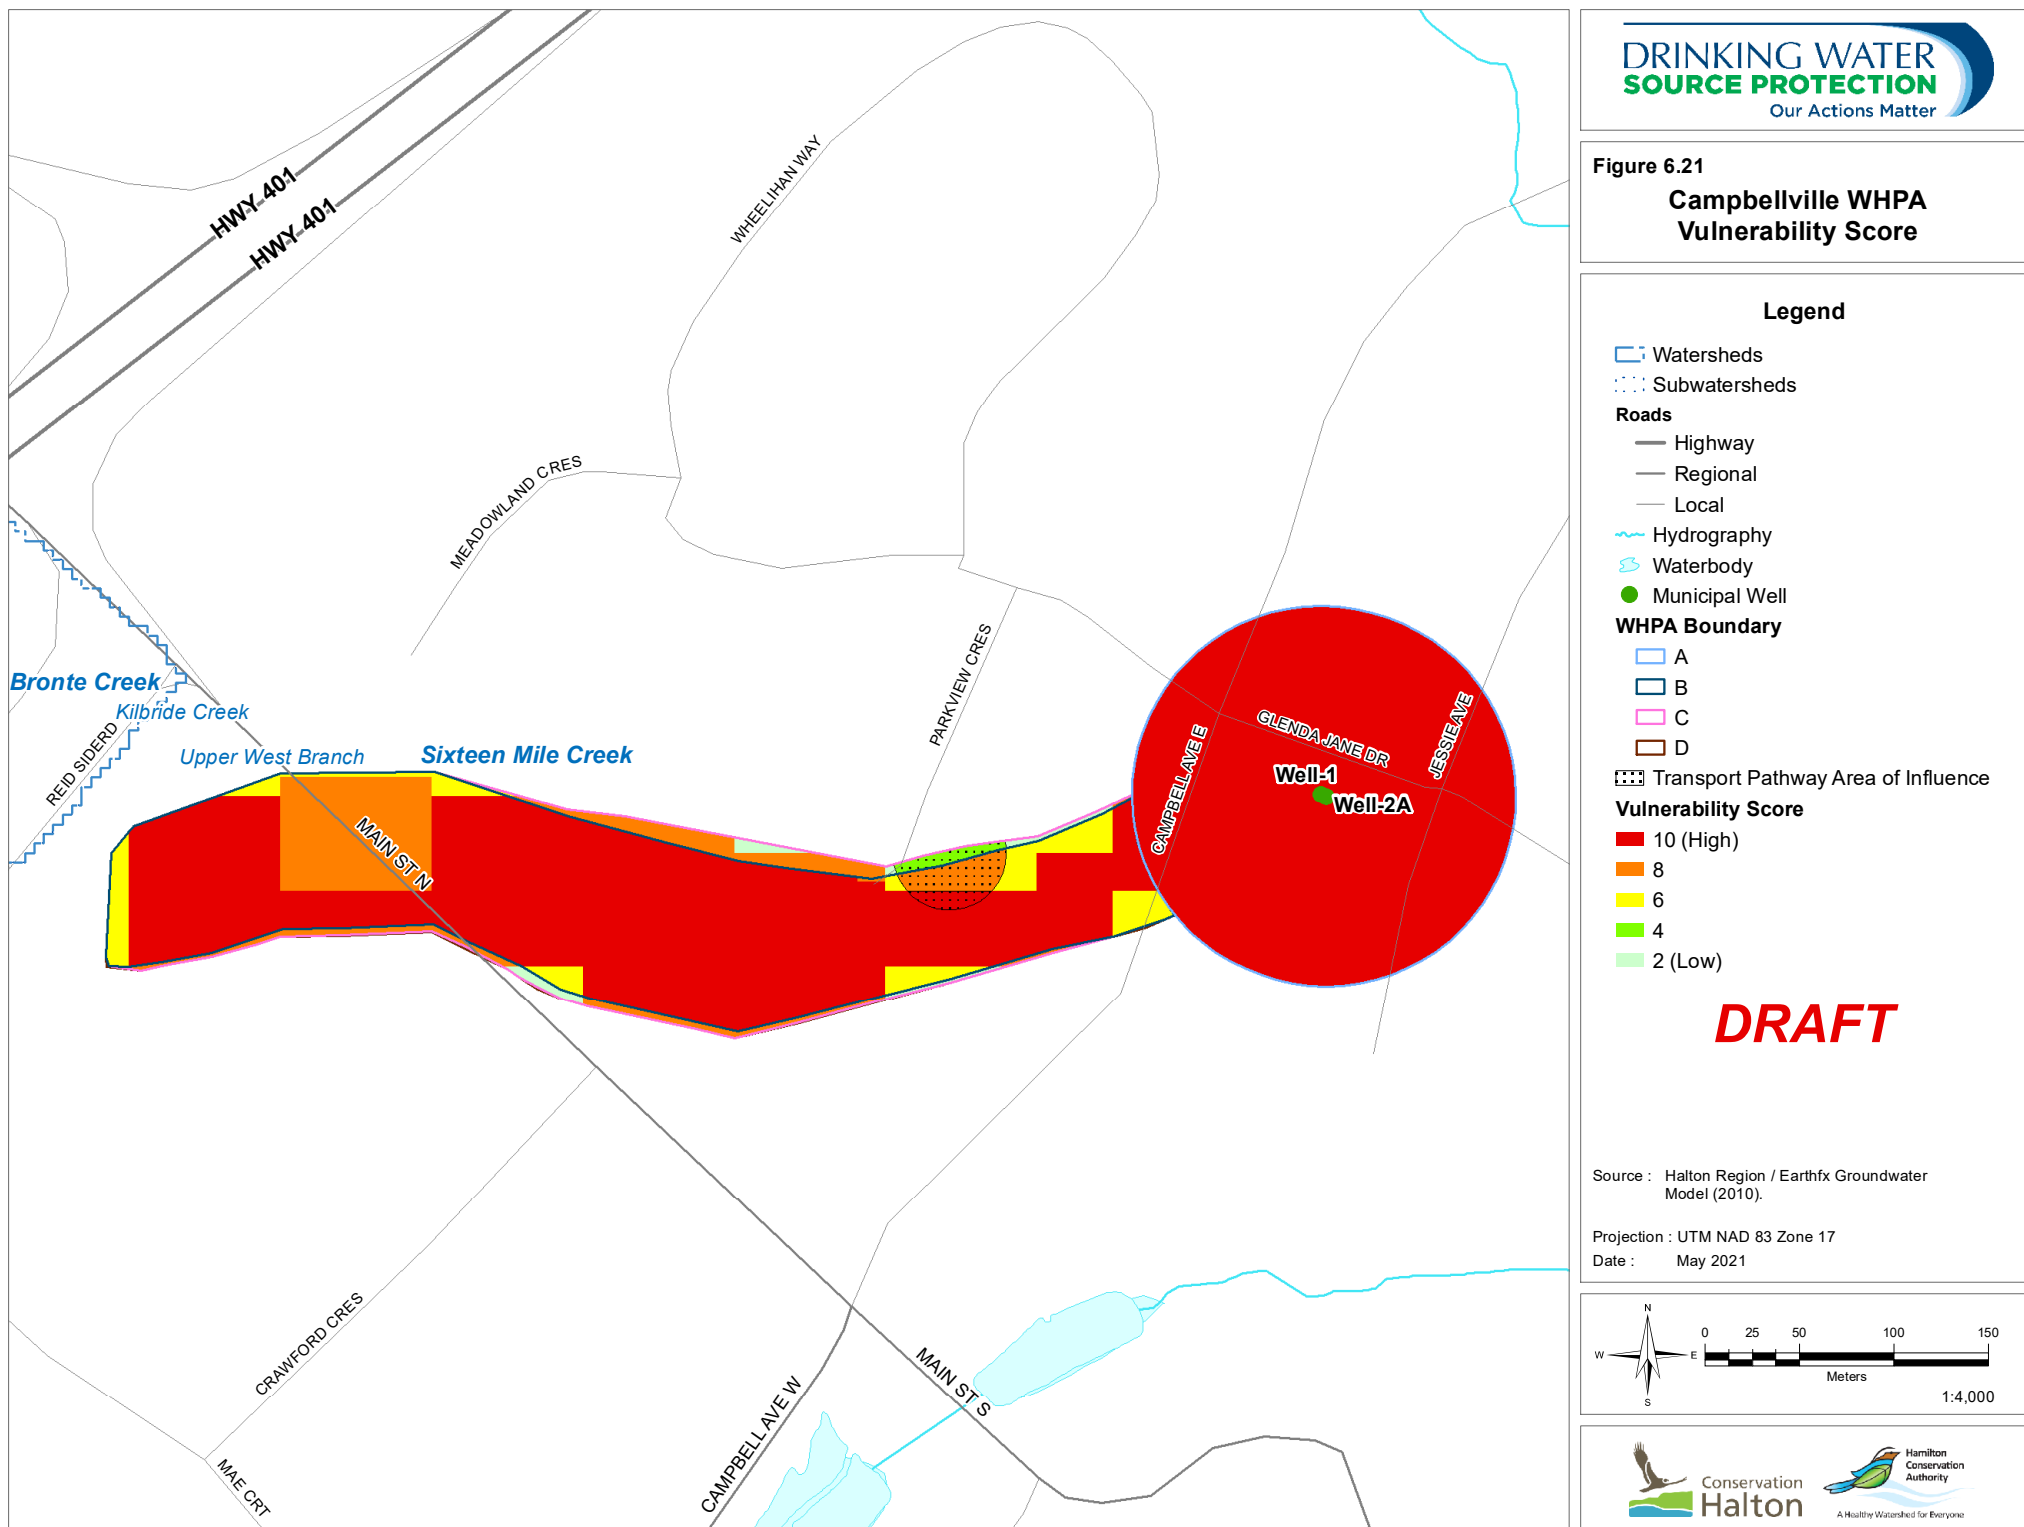 HWY 401
HWY 401
WHEELIHAN WAY
MEADOWLAND CRES
PARKVIEW CRES
Bronte Creek
Kilbride Creek
REID SIDERD
Upper West Branch
Sixteen Mile Creek
MAIN ST N
CAMPBELL AVE E
GLENDA JANE DR
JESSIE AVE
Well-1
Well-2A
CRAWFORD CRES
MAE CRT
CAMPBELL AVE W
MAIN ST S
DRINKING WATER
SOURCE PROTECTION
Our Actions Matter
Figure 6.21
Campbellville WHPA
Vulnerability Score
Legend
Watersheds
Subwatersheds
Roads
Highway
Regional
Local
Hydrography
Waterbody
Municipal Well
WHPA Boundary
A
B
C
D
Transport Pathway Area of Influence
Vulnerability Score
10 (High)
8
6
4
2 (Low)
DRAFT
Source : Halton Region / Earthfx Groundwater
Model (2010).
Projection : UTM NAD 83 Zone 17
Date : May 2021
N
W E
S
0 25 50 100 150
Meters
1:4,000
Conservation
Halton
Hamilton
Conservation
Authority
A Healthy Watershed for Everyone